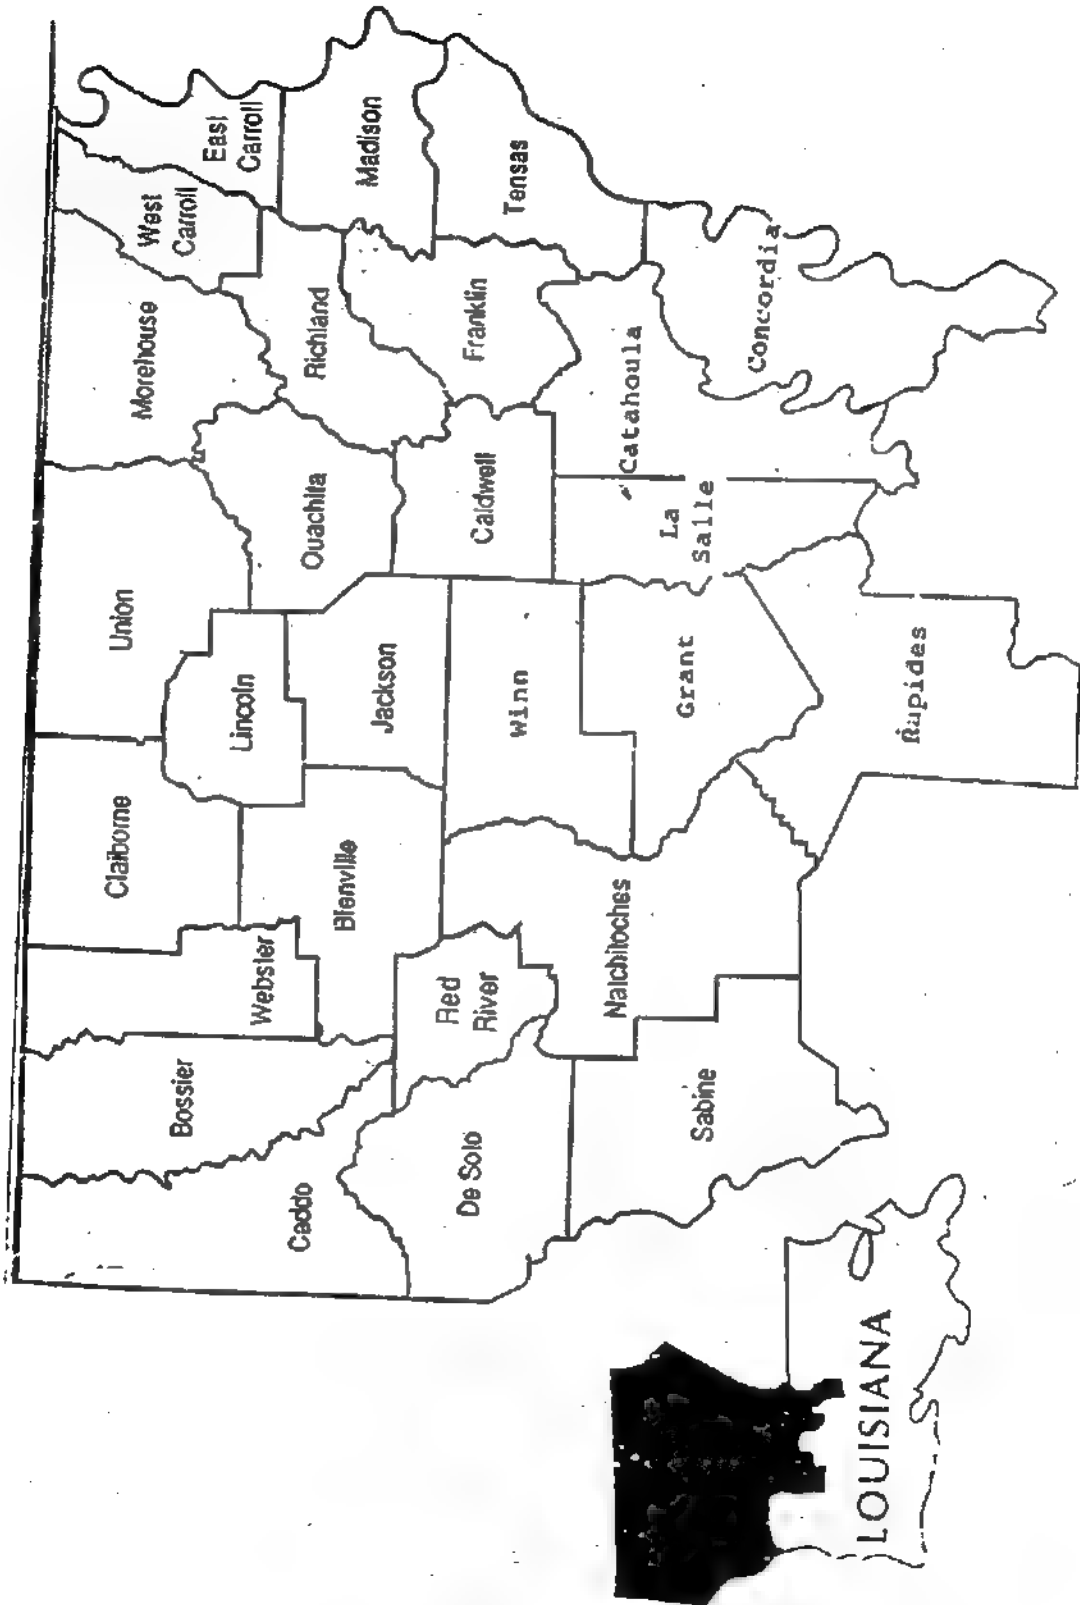 Caddo
Bossier
Webster
Claiborne
Union
Morehouse
West
Carroll
East
Carroll
Lincoln
Bienville
Jackson
Ouachita
Richland
Madison
De Soto
Red
River
Winn
Caldwell
Franklin
Tensas
Sabine
Natchitoches
Grant
La
Salle
Catahoula
Concordia
Rapides
LOUISIANA